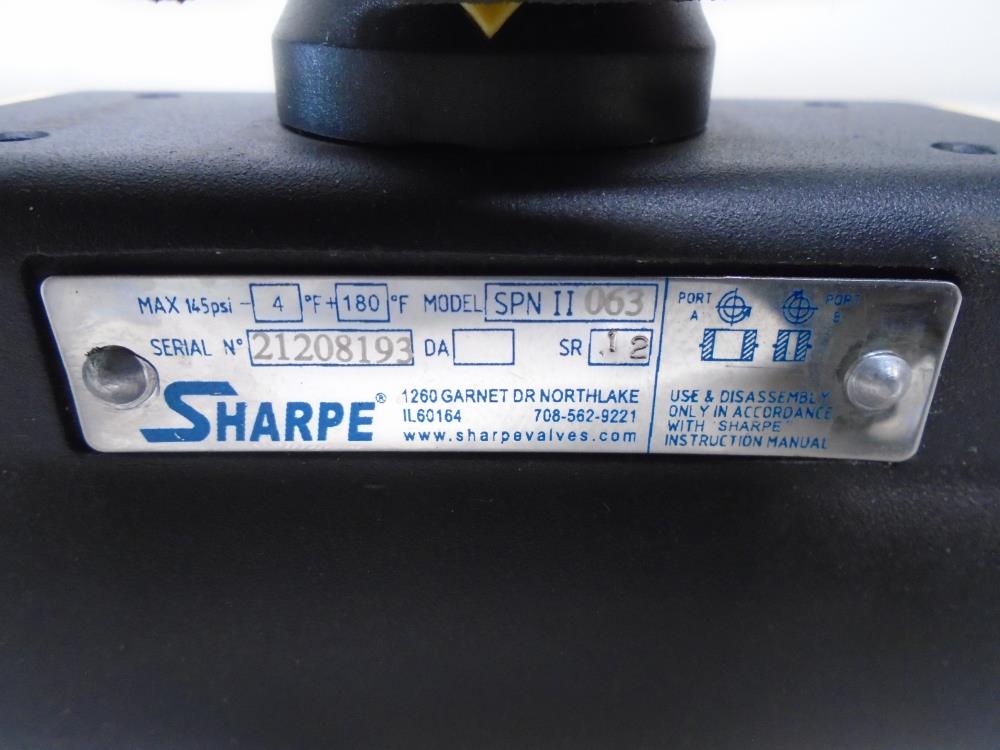 MAX 145psi - 4 °F + 180 °F MODEL SPN II 063
SERIAL N° 21208193 DA SR 12
SHARPE®
1260 GARNET DR NORTHLAKE
IL60164 708-562-9221
www.sharpevalves.com
PORT A PORT B
USE & DISASSEMBLY
ONLY IN ACCORDANCE
WITH "SHARPE"
INSTRUCTION MANUAL